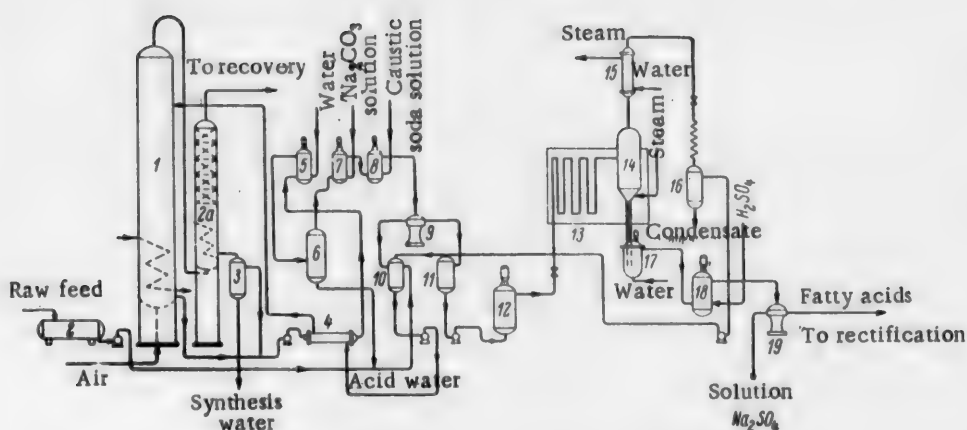 To recovery
Water
Na₂CO₃
solution
Caustic
soda solution
Steam
Water
Steam
1
2a
3
4
5
6
7
8
9
10
11
12
13
14
15
16
17
18
19
Condensate
H₂SO₄
Raw feed
Air
Synthesis
water
Acid water
Water
Fatty acids
To rectification
Solution
Na₂SO₄